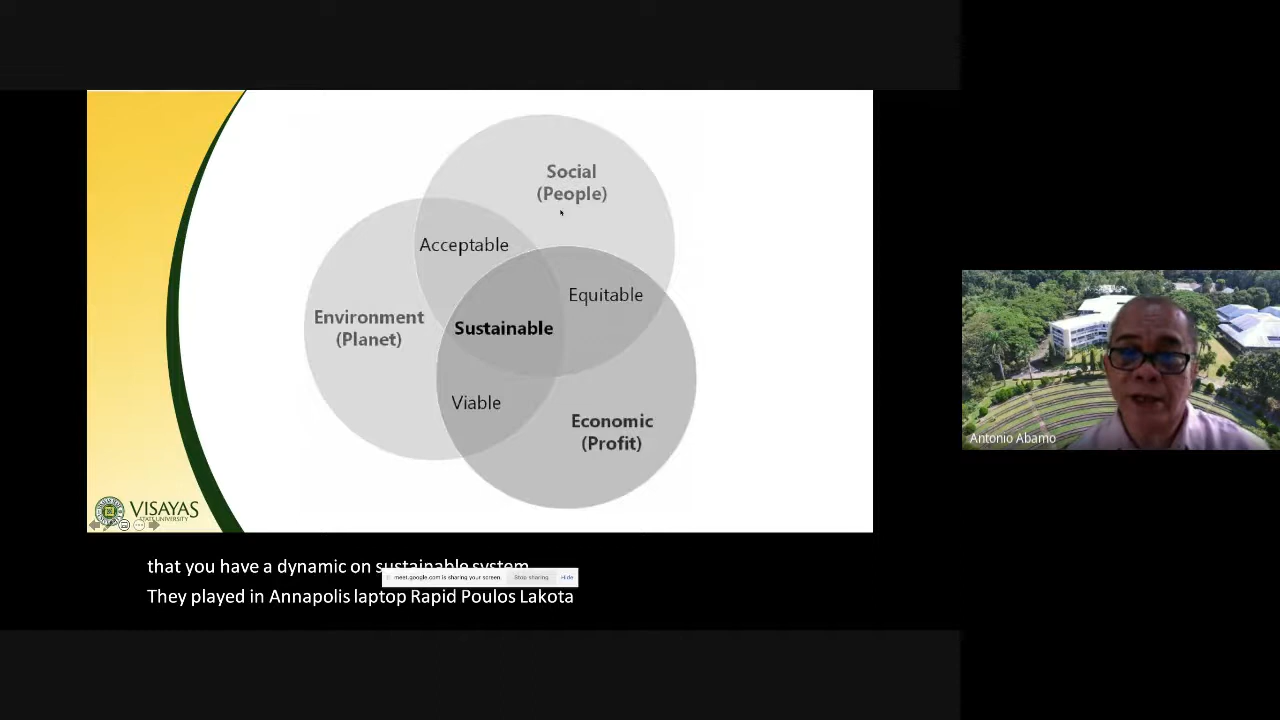 Social
(People)
Acceptable
Equitable
Environment
(Planet)
Sustainable
Viable
Economic
(Profit)
VISAYAS
STATE UNIVERSITY
Antonio Abamo
that you have a dynamic on sustainable system
meet.google.com is sharing your screen. Stop sharing Hide
They played in Annapolis laptop Rapid Poulos Lakota